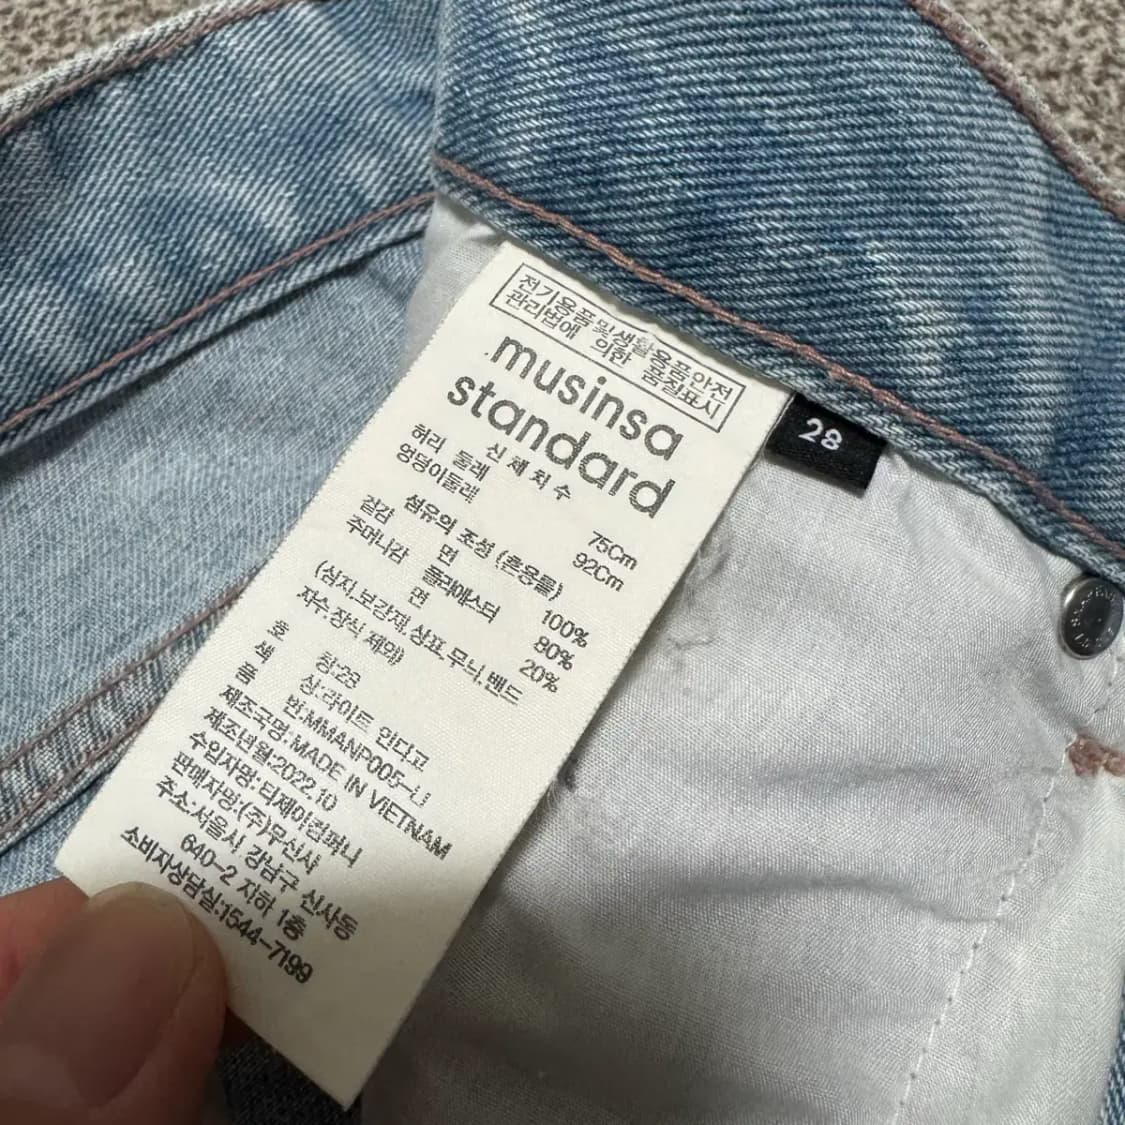 전기용품및생활용품안전
관리법에 의한 품질표시
musinsa
standard
신체치수
허리 둘레 75Cm
엉덩이둘레 92Cm
섬유의 조성 (혼용률)
겉감 면 100%
주머니감 폴리에스터 80%
면 20%
(심지,보강재,상표,무늬,밴드
자수장식 제외)
호 칭:28
색 상:라이트 인디고
품 번:MMANP005-U
제조국명:MADE IN VIETNAM
제조년월:2022.10
수입자명:티제이컴퍼니
판매자명:(주)무신사
주소:서울시 강남구 신사동
640-2 지하 1층
소비자상담실:1544-7199
28